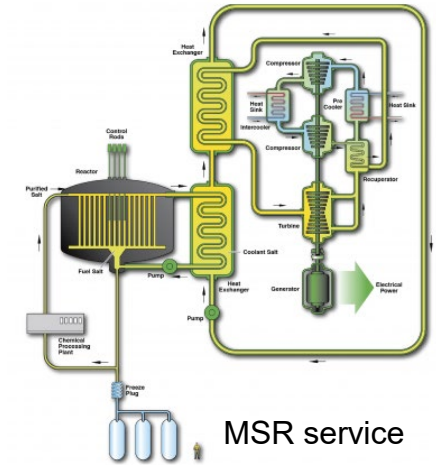 Heat
Exchanger
Compressor
Control
Rods
Heat
Sink
Pre
Cooler
Heat Sink
Intercooler
Reactor
Compressor
Purified
Salt
Recuperator
Turbine
Coolant Salt
Fuel Salt
Pump
Heat
Exchanger
Generator
Electrical
Power
Pump
Chemical
Processing
Plant
Freeze
Plug
MSR service